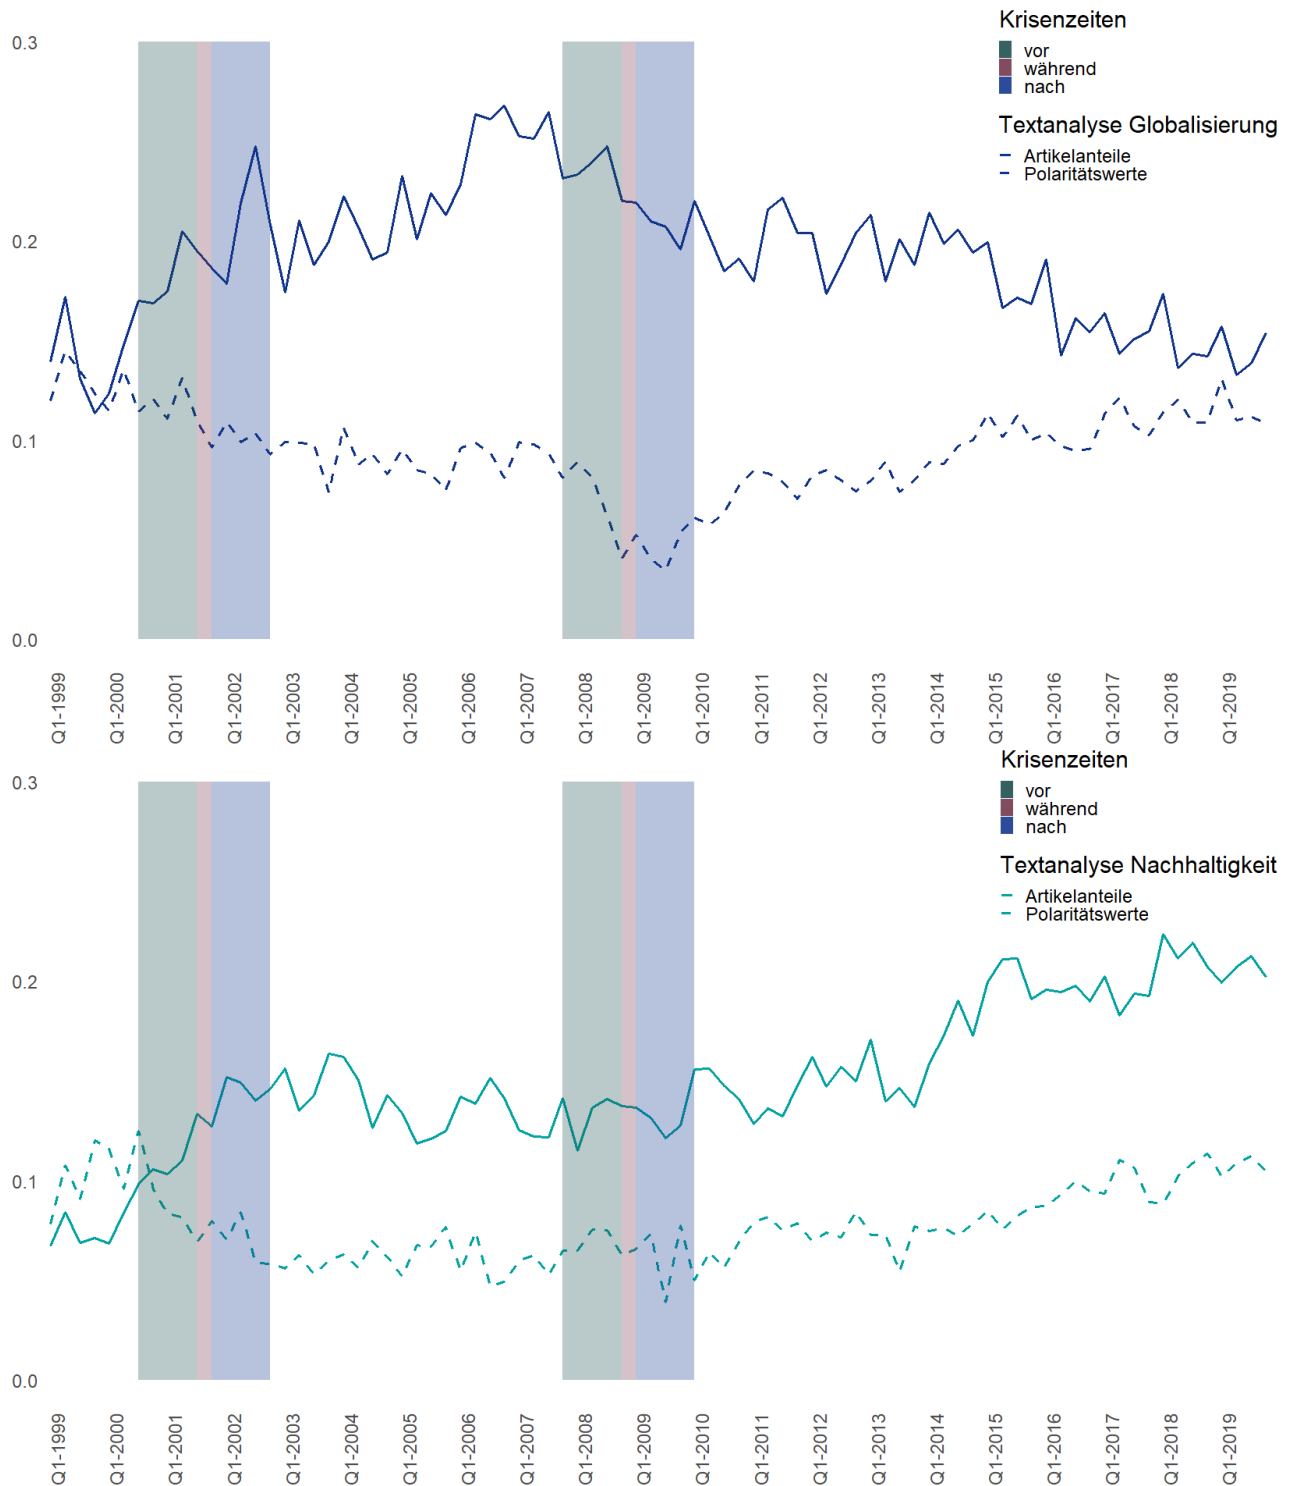 Krisenzeiten
vor
während
nach
Textanalyse Globalisierung
Artikelanteile
Polaritätswerte
0.3
0.2
0.1
0.0
Q1-1999
Q1-2000
Q1-2001
Q1-2002
Q1-2003
Q1-2004
Q1-2005
Q1-2006
Q1-2007
Q1-2008
Q1-2009
Q1-2010
Q1-2011
Q1-2012
Q1-2013
Q1-2014
Q1-2015
Q1-2016
Q1-2017
Q1-2018
Q1-2019
Krisenzeiten
vor
während
nach
Textanalyse Nachhaltigkeit
Artikelanteile
Polaritätswerte
0.3
0.2
0.1
0.0
Q1-1999
Q1-2000
Q1-2001
Q1-2002
Q1-2003
Q1-2004
Q1-2005
Q1-2006
Q1-2007
Q1-2008
Q1-2009
Q1-2010
Q1-2011
Q1-2012
Q1-2013
Q1-2014
Q1-2015
Q1-2016
Q1-2017
Q1-2018
Q1-2019